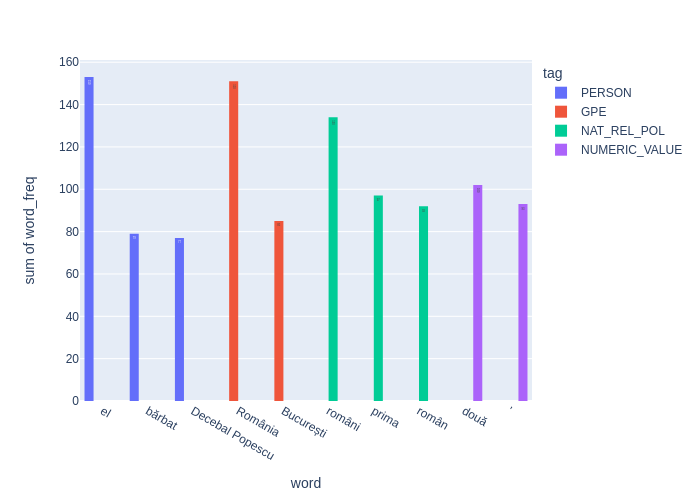 160
140
120
100
80
60
40
20
0
sum of word_freq
el
bărbat
Decebal Popescu
România
București
români
prima
român
două
word
tag
PERSON
GPE
NAT_REL_POL
NUMERIC_VALUE